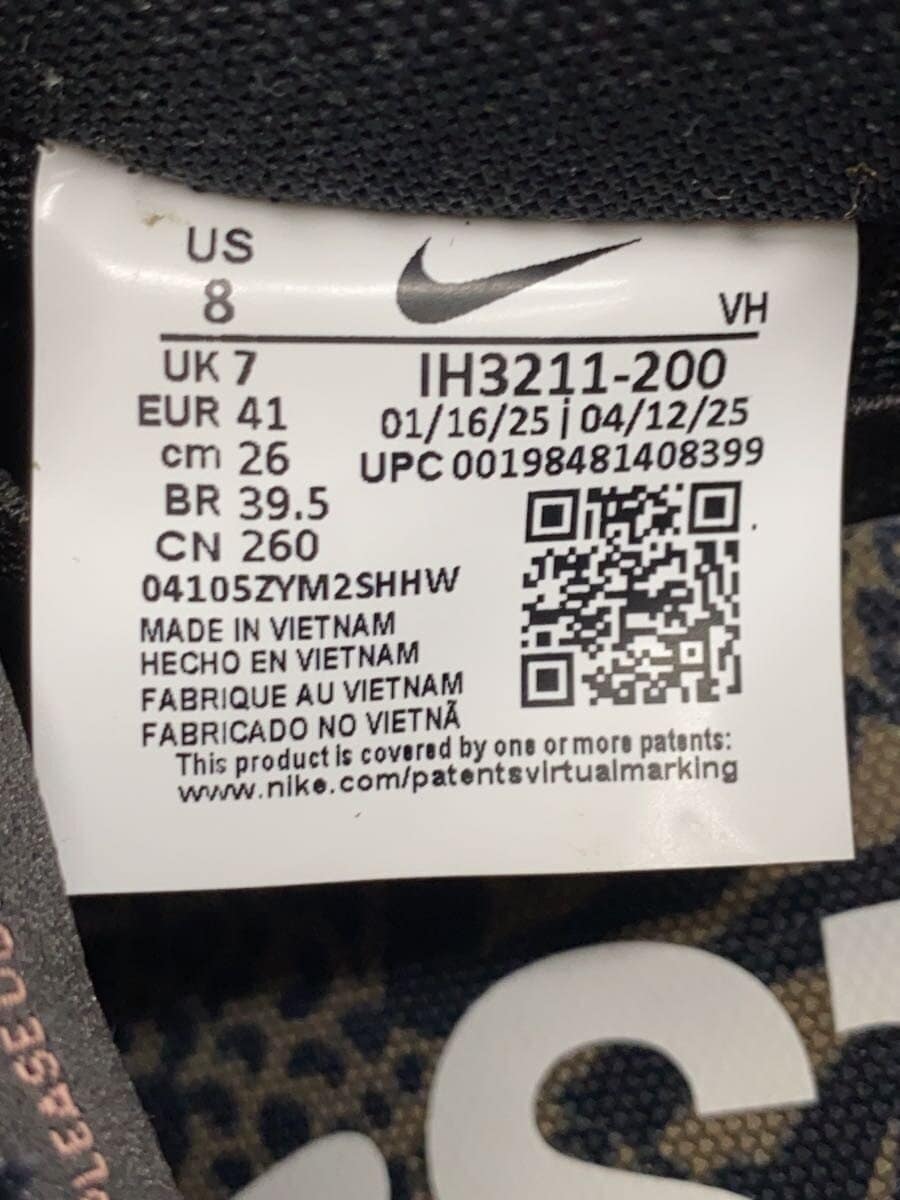 US
8
VH
UK 7
IH3211-200
EUR 41
01/16/25 | 04/12/25
cm 26
UPC 00198481408399
BR 39.5
CN 260
04105ZYM2SHHW
MADE IN VIETNAM
HECHO EN VIETNAM
FABRIQUE AU VIETNAM
FABRICADO NO VIETNÃ
This product is covered by one or more patents:
www.nike.com/patentsvirtualmarking
PLEASE
ST